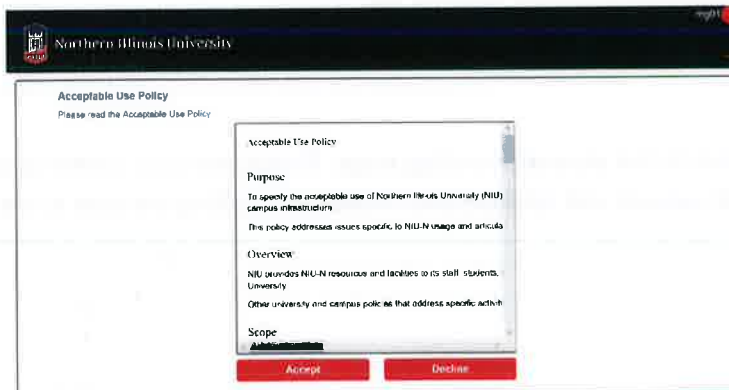 Northern Illinois University
Acceptable Use Policy
Please read the Acceptable Use Policy
Acceptable Use Policy
Purpose
To specify the acceptable use of Northern Illinois University (NIU)
campus infrastructure
This policy addresses issues specific to NIU-N usage and articula
Overview
NIU provides NIU-N resources and facilities to its staff, students,
University.
Other university and campus policies that address specific activit
Scope
Accept
Decline